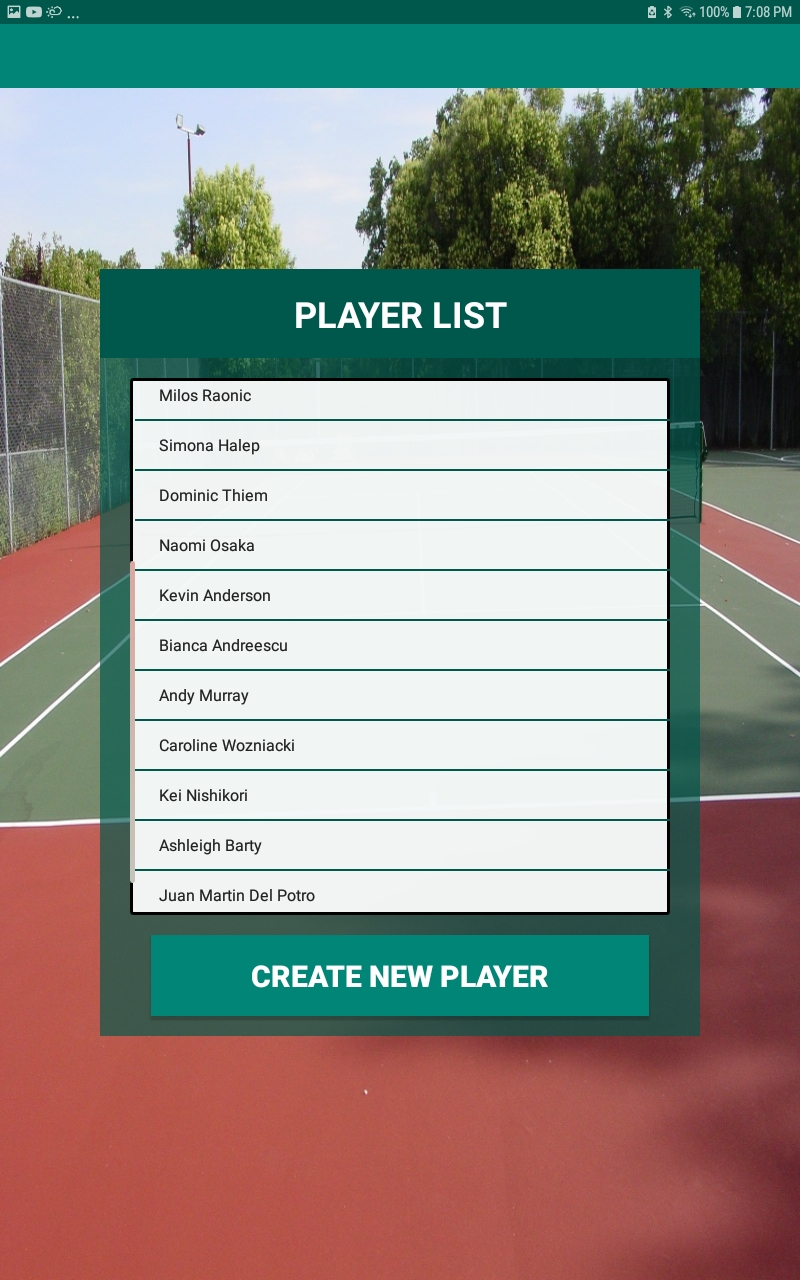 ... 100% 7:08 PM
PLAYER LIST
Milos Raonic
Simona Halep
Dominic Thiem
Naomi Osaka
Kevin Anderson
Bianca Andreescu
Andy Murray
Caroline Wozniacki
Kei Nishikori
Ashleigh Barty
Juan Martin Del Potro
CREATE NEW PLAYER